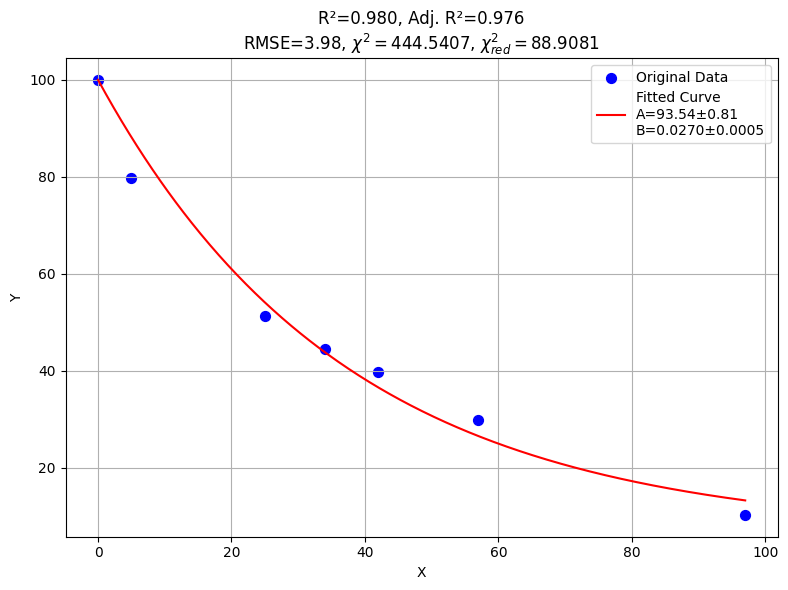 R²=0.980, Adj. R²=0.976
RMSE=3.98, χ² = 444.5407, χ²red = 88.9081
Original Data
Fitted Curve
A=93.54±0.81
B=0.0270±0.0005
100
80
60
40
20
Y
0
20
40
60
80
100
X